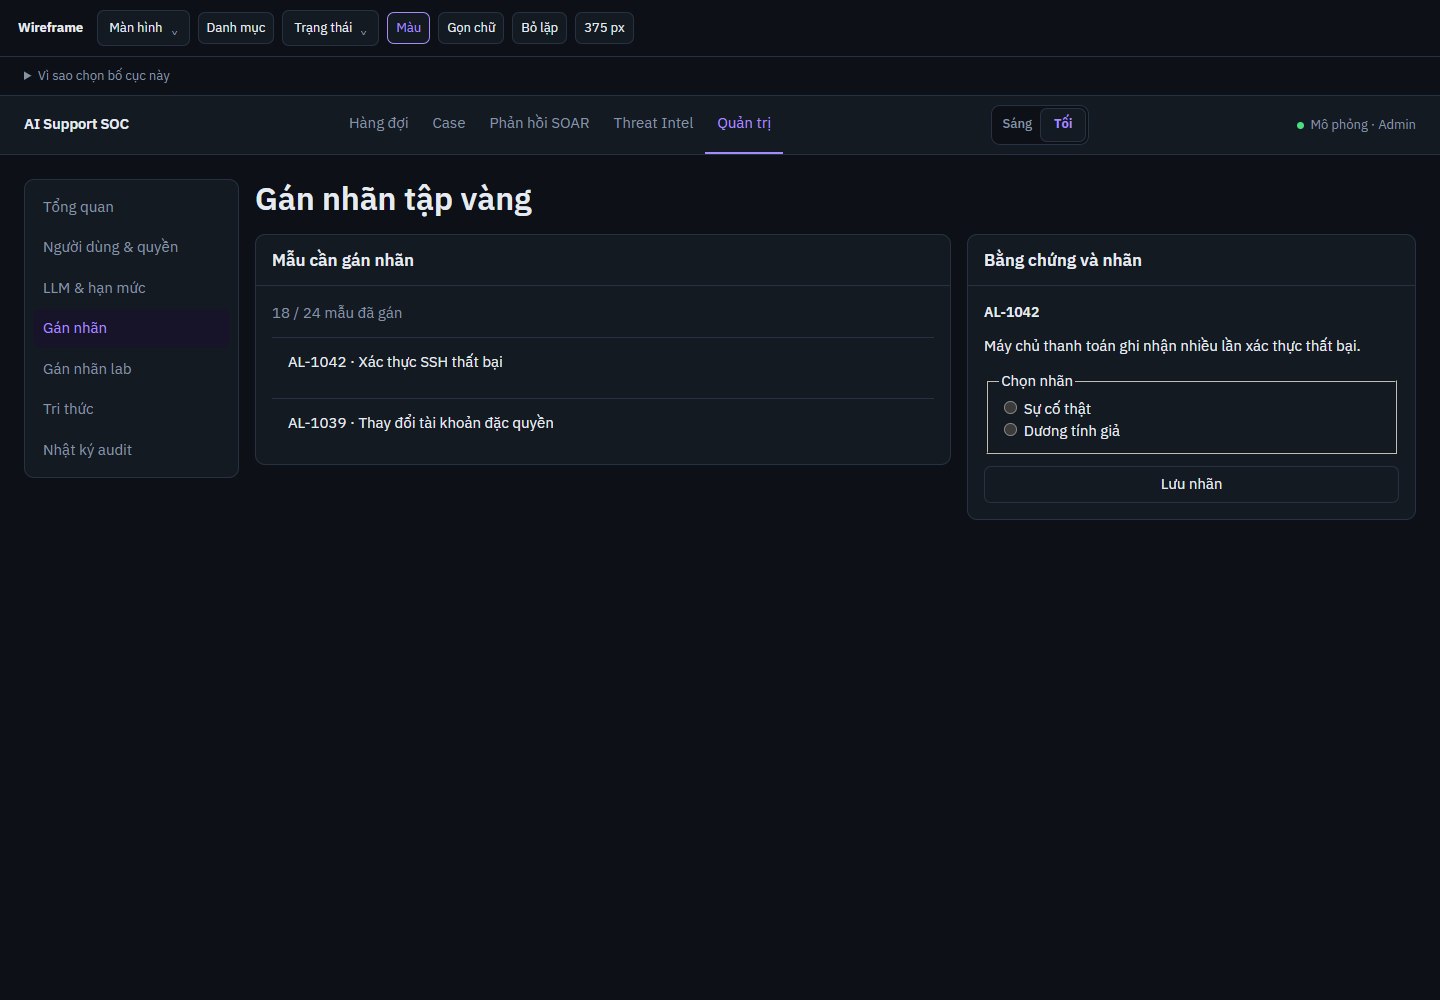 Wireframe Màn hình Danh mục Trạng thái Màu Gọn chữ Bỏ lặp 375 px
Vì sao chọn bố cục này
AI Support SOC Hàng đợi Case Phản hồi SOAR Threat Intel Quản trị Sáng Tối Mô phỏng · Admin
Tổng quan
Người dùng & quyền
LLM & hạn mức
Gán nhãn
Gán nhãn lab
Tri thức
Nhật ký audit
Gán nhãn tập vàng
Mẫu cần gán nhãn
18 / 24 mẫu đã gán
AL-1042 · Xác thực SSH thất bại
AL-1039 · Thay đổi tài khoản đặc quyền
Bằng chứng và nhãn
AL-1042
Máy chủ thanh toán ghi nhận nhiều lần xác thực thất bại.
Chọn nhãn
Sự cố thật
Dương tính giả
Lưu nhãn